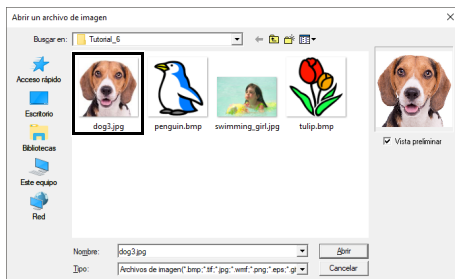 Abrir un archivo de imagen
Buscar en: Tutorial_6
Acceso rápido
Escritorio
Bibliotecas
Este equipo
Red
dog3.jpg
penguin.bmp
swimming_girl.jpg
tulip.bmp
Vista preliminar
Nombre: dog3.jpg
Abrir
Tipo: Archivos de imagen(*.bmp;*.tif;*.jpg;*.wmf;*.png;*.eps;*.gi
Cancelar